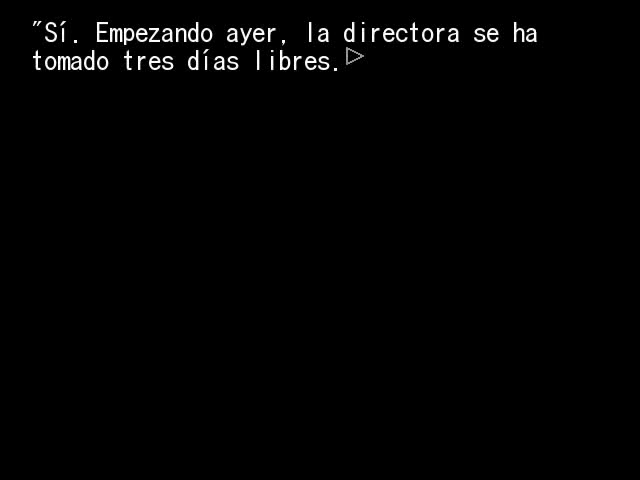 "Sí. Empezando ayer, la directora se ha
tomado tres días libres.